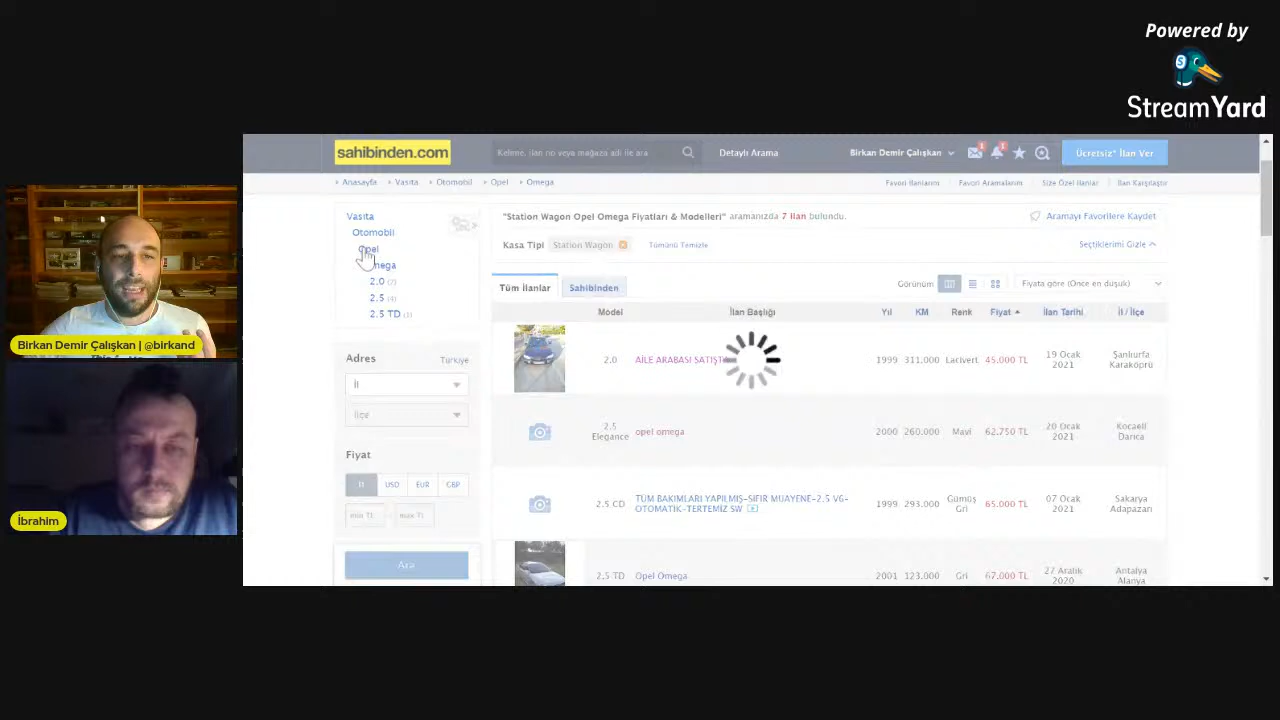 Powered by
StreamYard
sahibinden.com
Kelime, ilan no veya mağaza adı ile ara
Detaylı Arama
Birkan Demir Çalışkan
Ücretsiz* İlan Ver
Anasayfa
Vasıta
Otomobil
Opel
Omega
Favori İlanlarım
Favori Aramalarım
Size Özel İlanlar
İlan Karşılaştır
Vasıta
Otomobil
Opel
mega
2.0 (2)
2.5 (4)
2.5 TD (1)
"Station Wagon Opel Omega Fiyatları & Modelleri" aramanızda 7 ilan bulundu.
Aramayı Favorilere Kaydet
Kasa Tipi
Station Wagon
Tümünü Temizle
Seçtiklerimi Gizle
Tüm İlanlar
Sahibinden
Görünüm
Fiyata göre (Önce en düşük)
Model
İlan Başlığı
Yıl
KM
Renk
Fiyat
İlan Tarihi
İl / İlçe
2.0
AİLE ARABASI SATIŞT
1999
311.000
Lacivert
45.000 TL
19 Ocak
2021
Şanlıurfa
Karaköprü
2.5
Elegance
opel omega
2000
260.000
Mavi
62.750 TL
20 Ocak
2021
Kocaeli
Darıca
2.5 CD
TÜM BAKIMLARI YAPILMIŞ-SIFIR MUAYENE-2.5 V6-
OTOMATİK-TERTEMİZ SW
1999
293.000
Gümüş
Gri
65.000 TL
07 Ocak
2021
Sakarya
Adapazarı
2.5 TD
Opel Omega
2001
123.000
Gri
67.000 TL
27 Aralık
2020
Antalya
Alanya
Adres
Türkiye
İl
İlçe
Fiyat
Tl
USD
EUR
GBP
min TL
max TL
Ara
Birkan Demir Çalışkan | @birkand
İbrahim